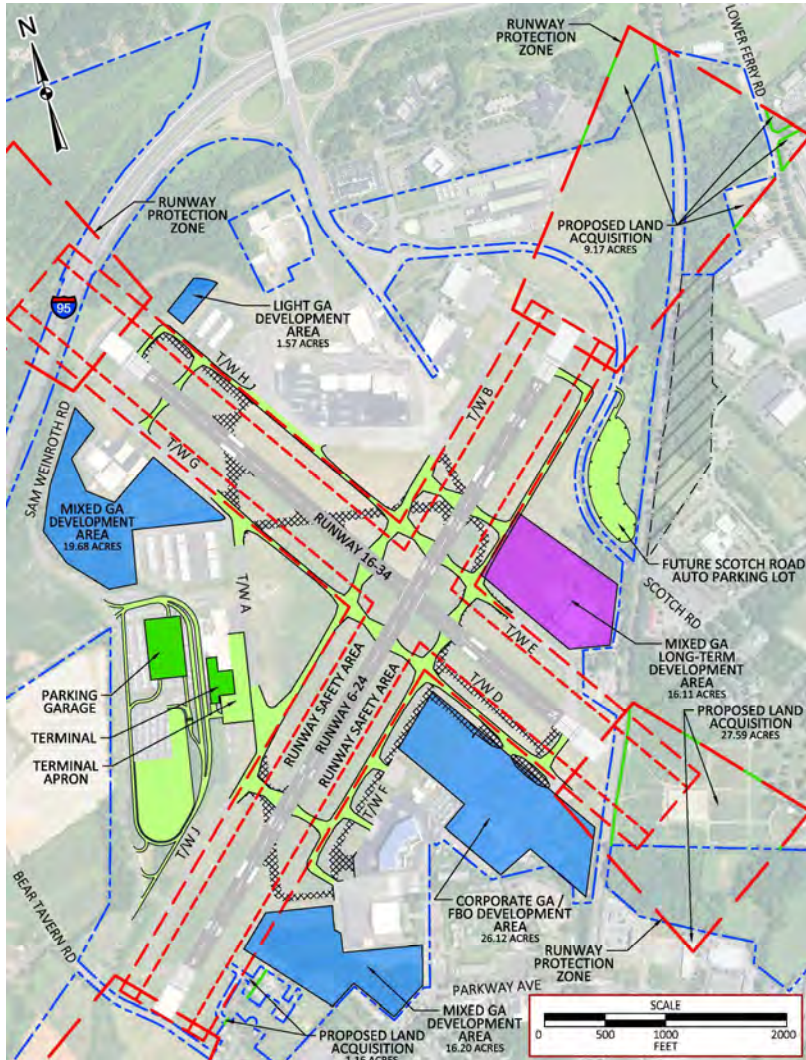 N
RUNWAY
PROTECTION
ZONE
LOWER FERRY RD
RUNWAY
PROTECTION
ZONE
PROPOSED LAND
ACQUISITION
9.17 ACRES
95
LIGHT GA
DEVELOPMENT
AREA
1.57 ACRES
T/W H
T/W B
T/W G
SAM WEINROTH RD
MIXED GA
DEVELOPMENT
AREA
19.68 ACRES
RUNWAY 16-34
FUTURE SCOTCH ROAD
AUTO PARKING LOT
SCOTCH RD
T/W A
T/W E
MIXED GA
LONG-TERM
DEVELOPMENT
AREA
16.11 ACRES
T/W D
PARKING
GARAGE
TERMINAL
TERMINAL
APRON
RUNWAY SAFETY AREA
RUNWAY 6-24
RUNWAY SAFETY AREA
PROPOSED LAND
ACQUISITION
27.59 ACRES
T/W F
T/W J
BEAR TAVERN RD
CORPORATE GA /
FBO DEVELOPMENT
AREA
26.12 ACRES
RUNWAY
PROTECTION
ZONE
PARKWAY AVE
MIXED GA
DEVELOPMENT
AREA
16.20 ACRES
PROPOSED LAND
ACQUISITION
1.16 ACRES
SCALE
0 500 1000 2000
FEET